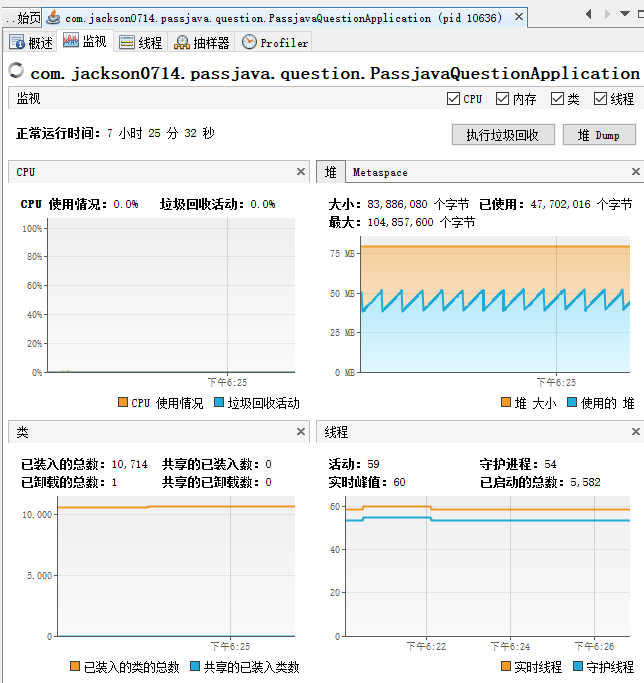 ..始页 com.jackson0714.passjava.question.PassjavaQuestionApplication (pid 10636)
概述 监视 线程 抽样器 Profiler
com.jackson0714.passjava.question.PassjavaQuestionApplication
监视 CPU 内存 类 线程
正常运行时间: 7 小时 25 分 32 秒 执行垃圾回收 堆 Dump
CPU
CPU 使用情况: 0.0% 垃圾回收活动: 0.0%
100%
80%
60%
40%
20%
0%
下午6:25
CPU 使用情况 垃圾回收活动
堆 Metaspace
大小: 83,886,080 个字节 已使用: 47,702,016 个字节
最大: 104,857,600 个字节
75 MB
50 MB
25 MB
0 MB
下午6:25
堆 大小 使用的 堆
类
已装入的总数: 10,714 共享的已装入数: 0
已卸载的总数: 1 共享的已卸载数: 0
10,000
5,000
0
下午6:25
已装入的类的总数 共享的已装入类数
线程
活动: 59 守护进程: 54
实时峰值: 60 已启动的总数: 5,582
60
40
20
0
下午6:22 下午6:24 下午6:26
实时线程 守护线程